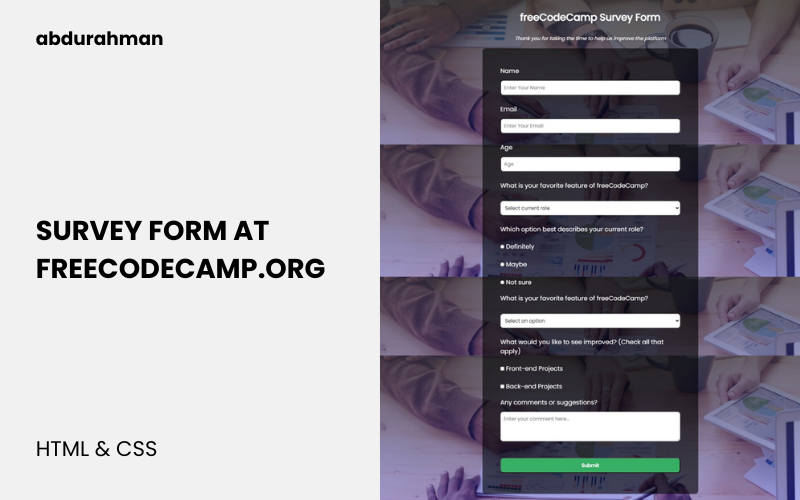 abdurahman
SURVEY FORM AT
FREECODECAMP.ORG
HTML & CSS
freeCodeCamp Survey Form
Thank you for taking the time to help us improve the platform
Name
Enter Your Name
Email
Enter Your Email
Age
Age
What is your favorite feature of freeCodeCamp?
Select current role
Which option best describes your current role?
Definitely
Maybe
Not sure
What is your favorite feature of freeCodeCamp?
Select an option
What would you like to see improved? (Check all that
apply)
Front-end Projects
Back-end Projects
Any comments or suggestions?
Enter your comment here...
Submit